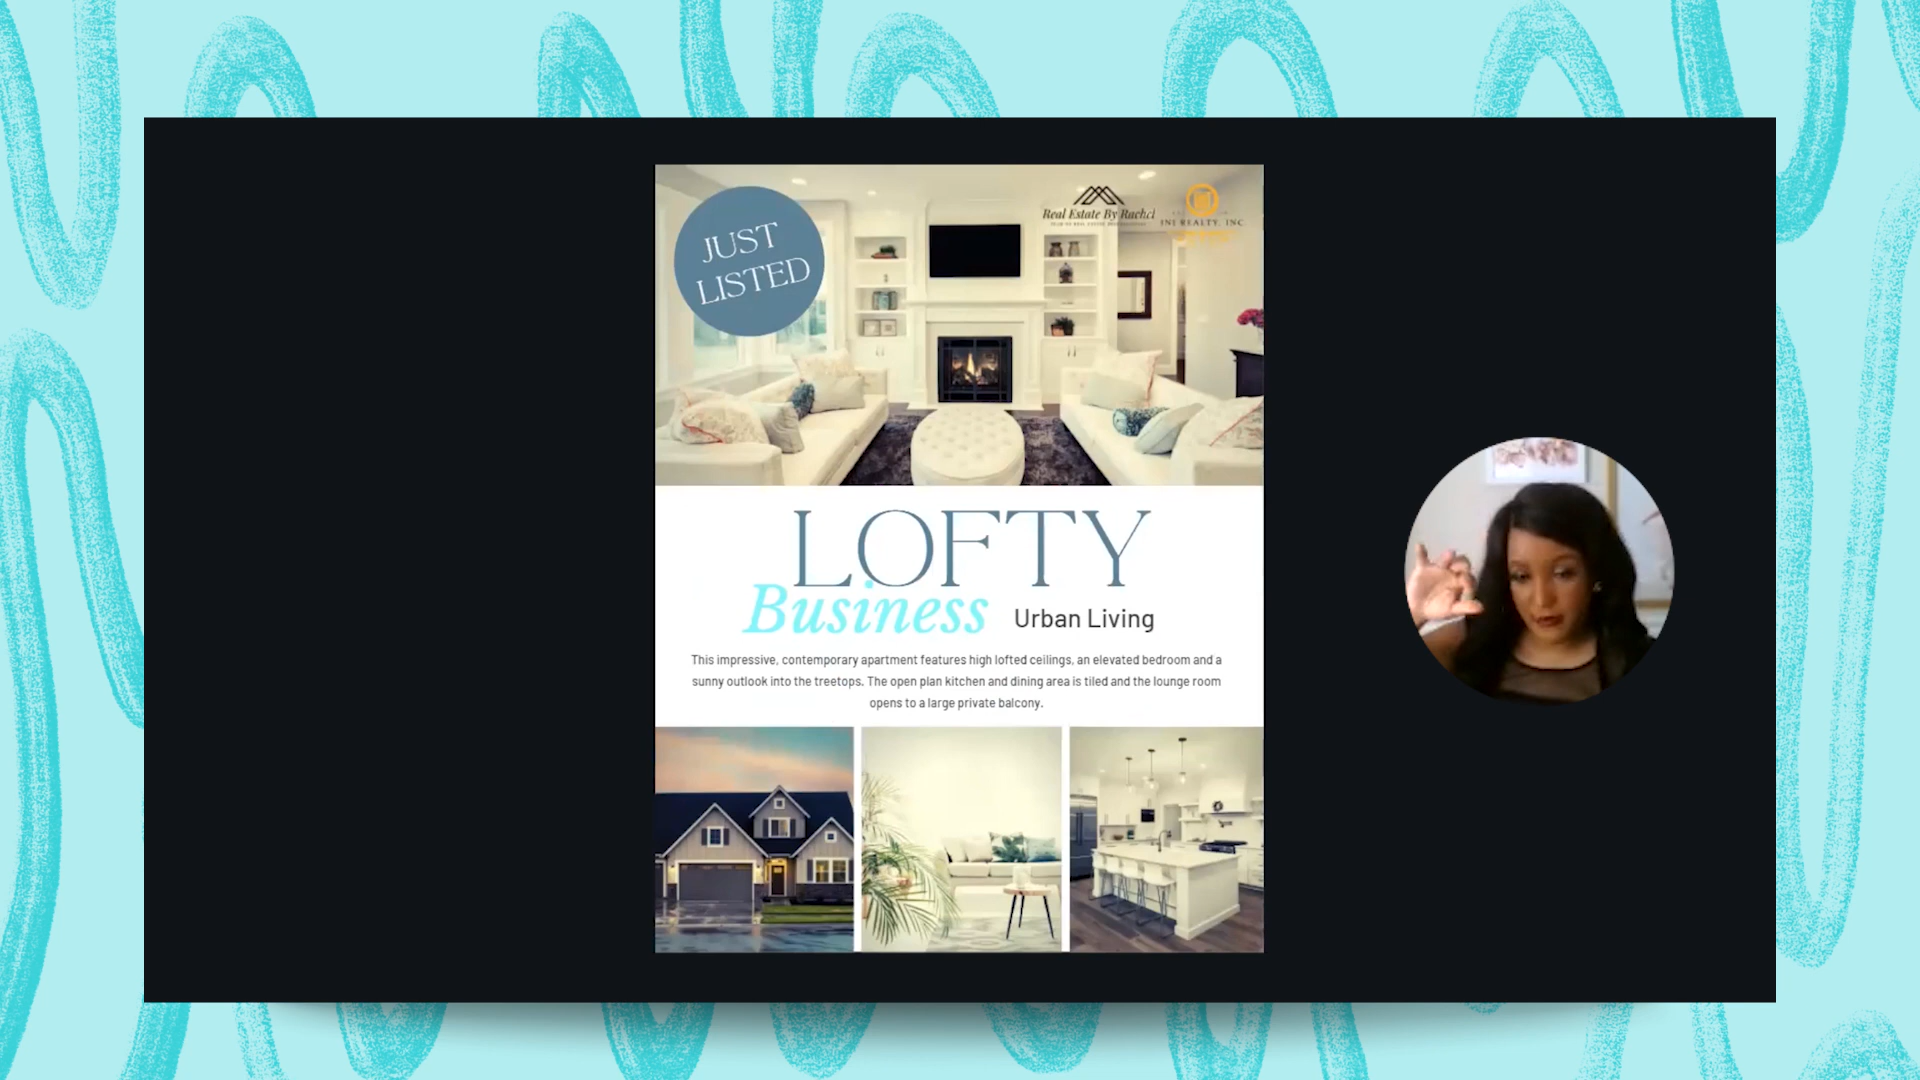 JUST
LISTED
Real Estate By Rachel
INI REALTY, INC
LOFTY
Business
Urban Living
This impressive, contemporary apartment features high lofted ceilings, an elevated bedroom and a
sunny outlook into the treetops. The open plan kitchen and dining area is tiled and the lounge room
opens to a large private balcony.